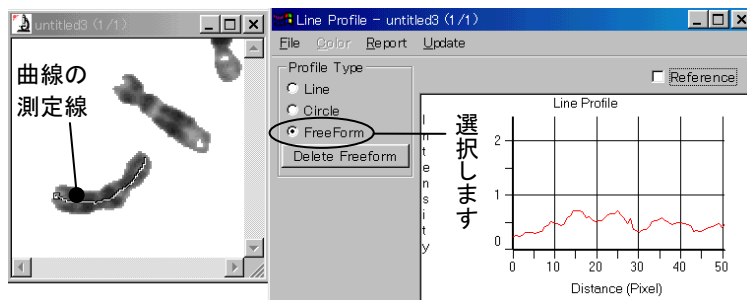 untitled3 (1/1)
曲線の
測定線
Line Profile - untitled3 (1/1)
File Color Report Update
Profile Type
Line
Circle
FreeForm
Delete Freeform
Reference
選択します
Line Profile
Intensity
2
1
0
0 10 20 30 40 50
Distance (Pixel)